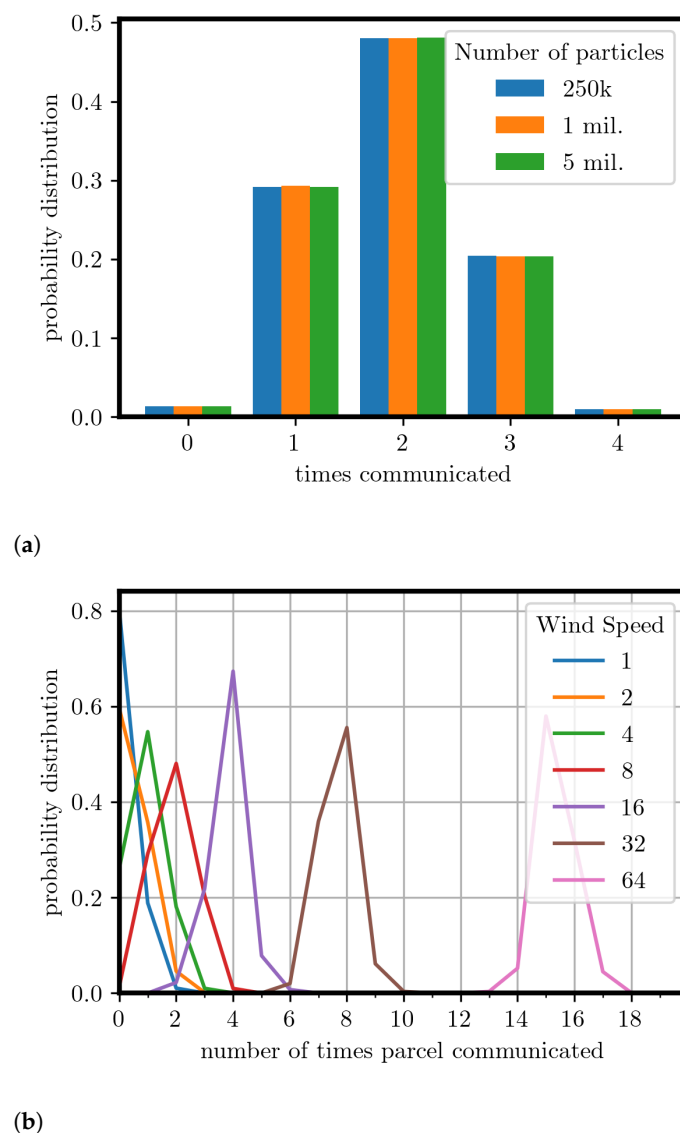 0.5
0.4
0.3
0.2
0.1
0.0
probability distribution
Number of particles
250k
1 mil.
5 mil.
0 1 2 3 4
times communicated
(a)
0.8
0.6
0.4
0.2
0.0
probability distribution
Wind Speed
1
2
4
8
16
32
64
0 2 4 6 8 10 12 14 16 18
number of times parcel communicated
(b)